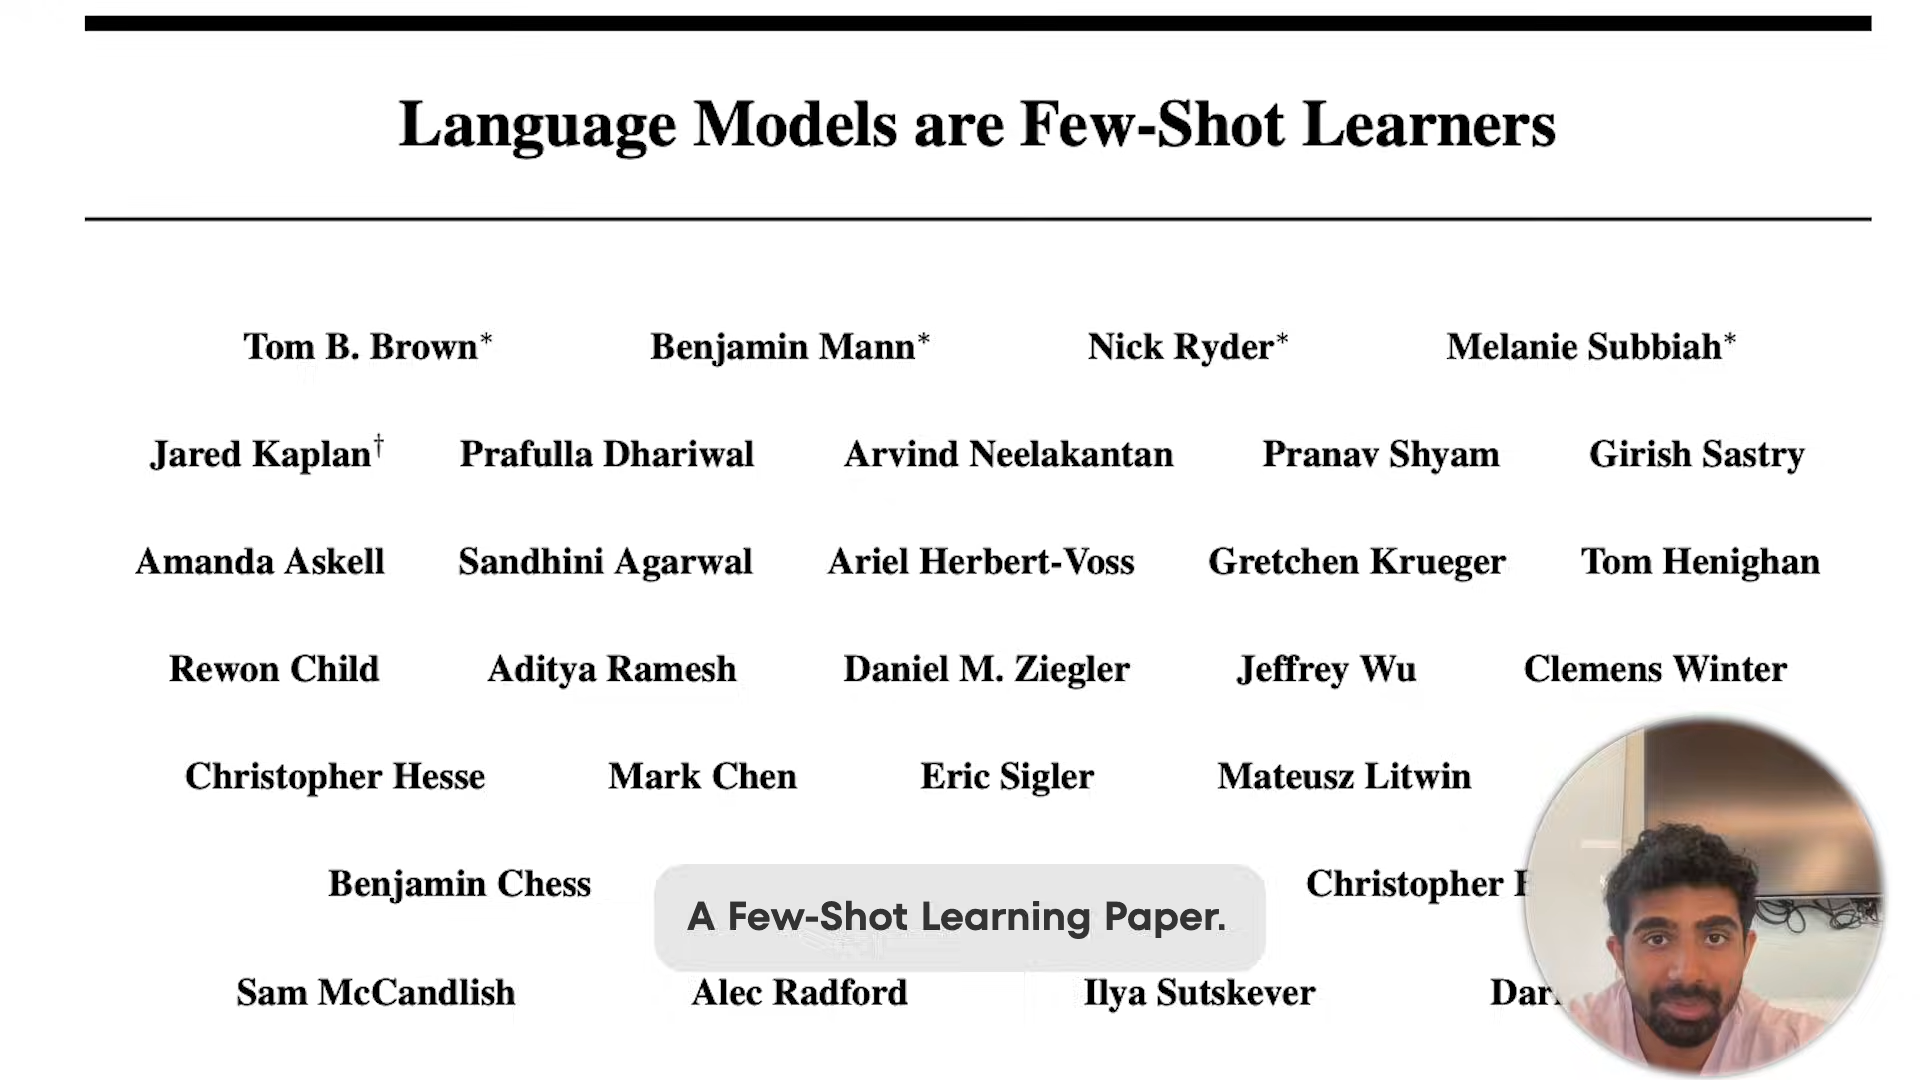 Language Models are Few-Shot Learners
Tom B. Brown* Benjamin Mann* Nick Ryder* Melanie Subbiah*
Jared Kaplan† Prafulla Dhariwal Arvind Neelakantan Pranav Shyam Girish Sastry
Amanda Askell Sandhini Agarwal Ariel Herbert-Voss Gretchen Krueger Tom Henighan
Rewon Child Aditya Ramesh Daniel M. Ziegler Jeffrey Wu Clemens Winter
Christopher Hesse Mark Chen Eric Sigler Mateusz Litwin
Benjamin Chess Christopher
A Few-Shot Learning Paper.
Sam McCandlish Alec Radford Ilya Sutskever